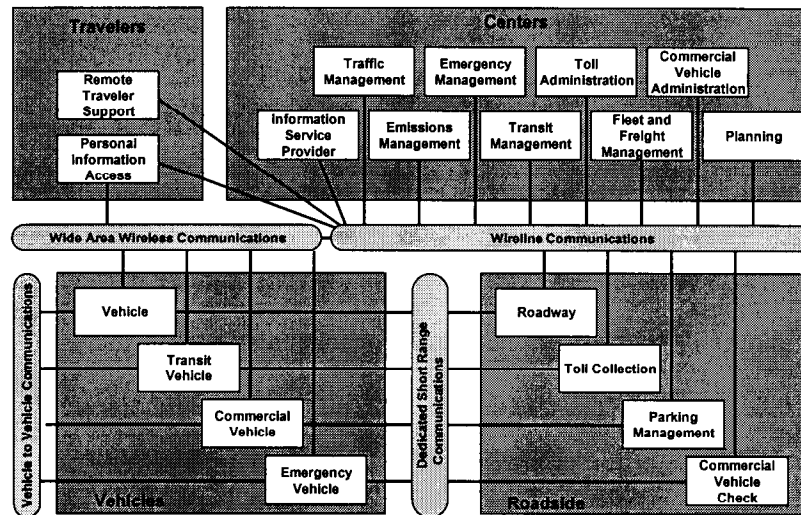 Travelers
Remote
Traveler
Support
Personal
Information
Access
Centers
Traffic
Management
Emergency
Management
Toll
Administration
Commercial
Vehicle
Administration
Information
Service
Provider
Emissions
Management
Transit
Management
Fleet and
Freight
Management
Planning
Wide Area Wireless Communications
Wireline Communications
Vehicle to Vehicle Communications
Vehicle
Transit
Vehicle
Commercial
Vehicle
Emergency
Vehicle
Vehicles
Dedicated Short Range
Communications
Roadway
Toll Collection
Parking
Management
Commercial
Vehicle
Check
Roadside